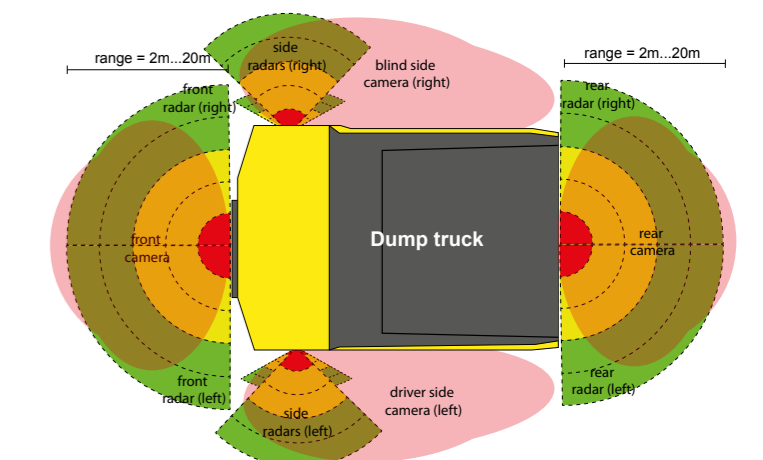 range = 2m...20m
side
radars (right)
range = 2m...20m
blind side
camera (right)
front
radar (right)
rear
radar (right)
front
camera
Dump truck
rear
camera
front
radar (left)
side
radars (left)
driver side
camera (left)
rear
radar (left)